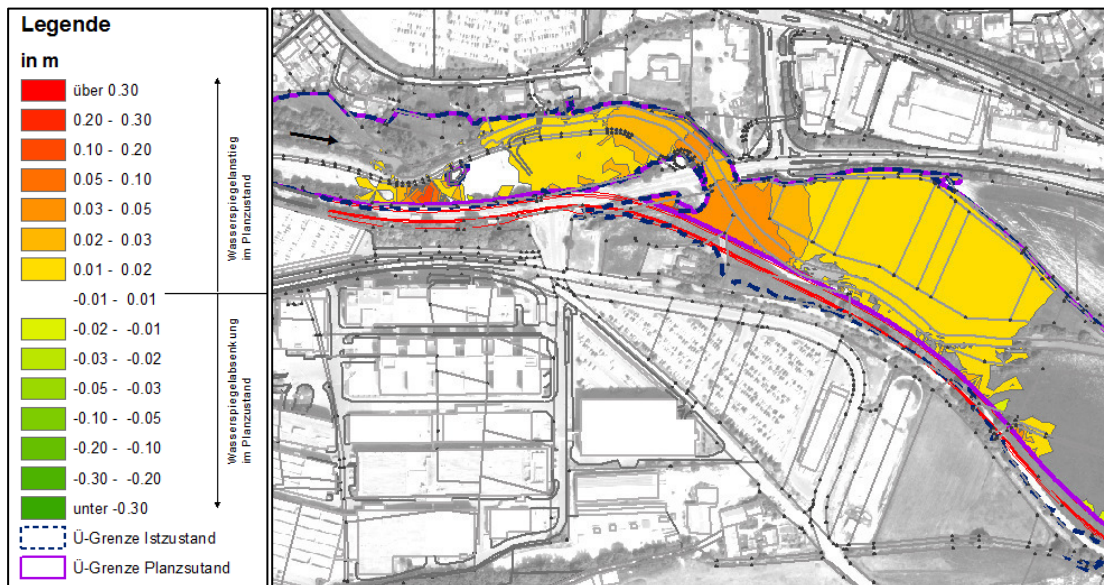 Legende
in m
über 0.30
0.20 - 0.30
0.10 - 0.20
0.05 - 0.10
0.03 - 0.05
0.02 - 0.03
0.01 - 0.02
-0.01 - 0.01
-0.02 - -0.01
-0.03 - -0.02
-0.05 - -0.03
-0.10 - -0.05
-0.20 - -0.10
-0.30 - -0.20
unter -0.30
Ü-Grenze Istzustand
Ü-Grenze Planzsutand
Wasserspiegelanstieg
im Planzustand
Wasserspiegelabsenkung
im Planzustand